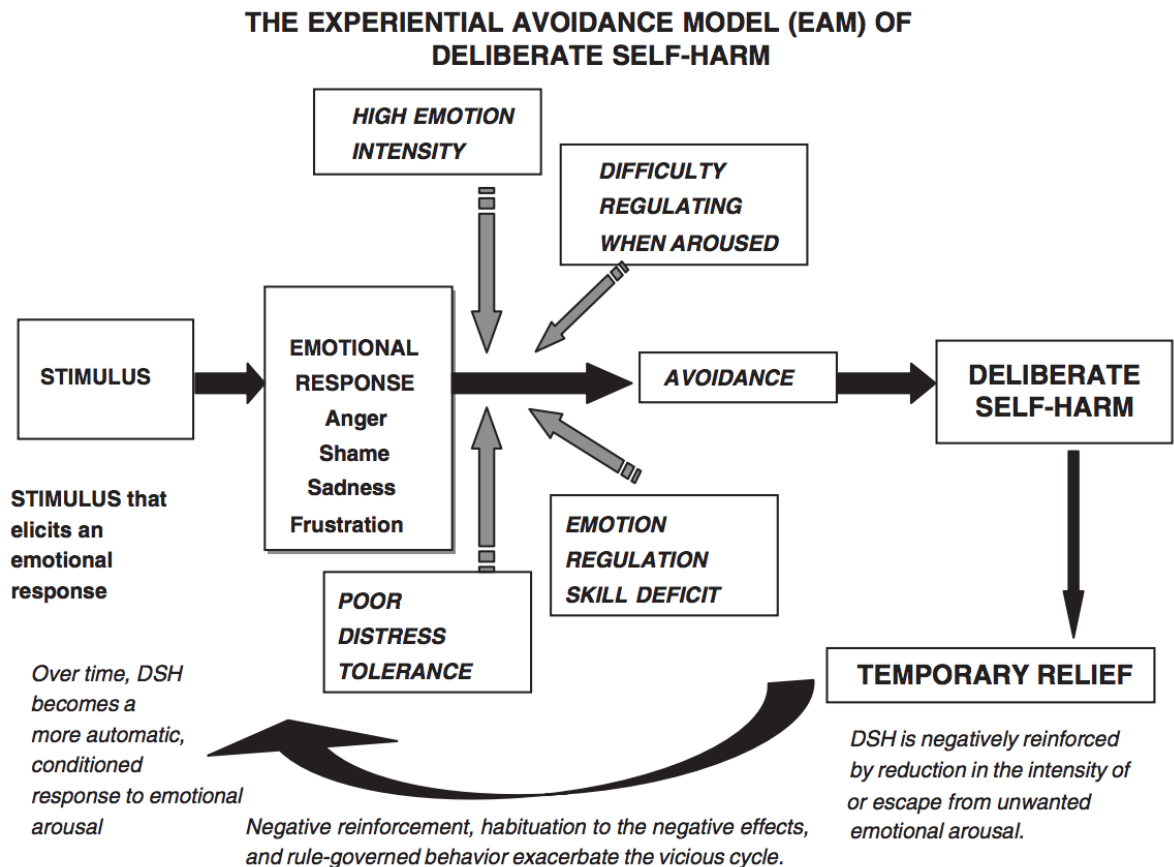 THE EXPERIENTIAL AVOIDANCE MODEL (EAM) OF
DELIBERATE SELF-HARM
HIGH EMOTION
INTENSITY
DIFFICULTY
REGULATING
WHEN AROUSED
STIMULUS
EMOTIONAL
RESPONSE
Anger
Shame
Sadness
Frustration
AVOIDANCE
DELIBERATE
SELF-HARM
STIMULUS that
elicits an
emotional
response
POOR
DISTRESS
TOLERANCE
EMOTION
REGULATION
SKILL DEFICIT
TEMPORARY RELIEF
Over time, DSH
becomes a
more automatic,
conditioned
response to emotional
arousal
DSH is negatively reinforced
by reduction in the intensity of
or escape from unwanted
emotional arousal.
Negative reinforcement, habituation to the negative effects,
and rule-governed behavior exacerbate the vicious cycle.